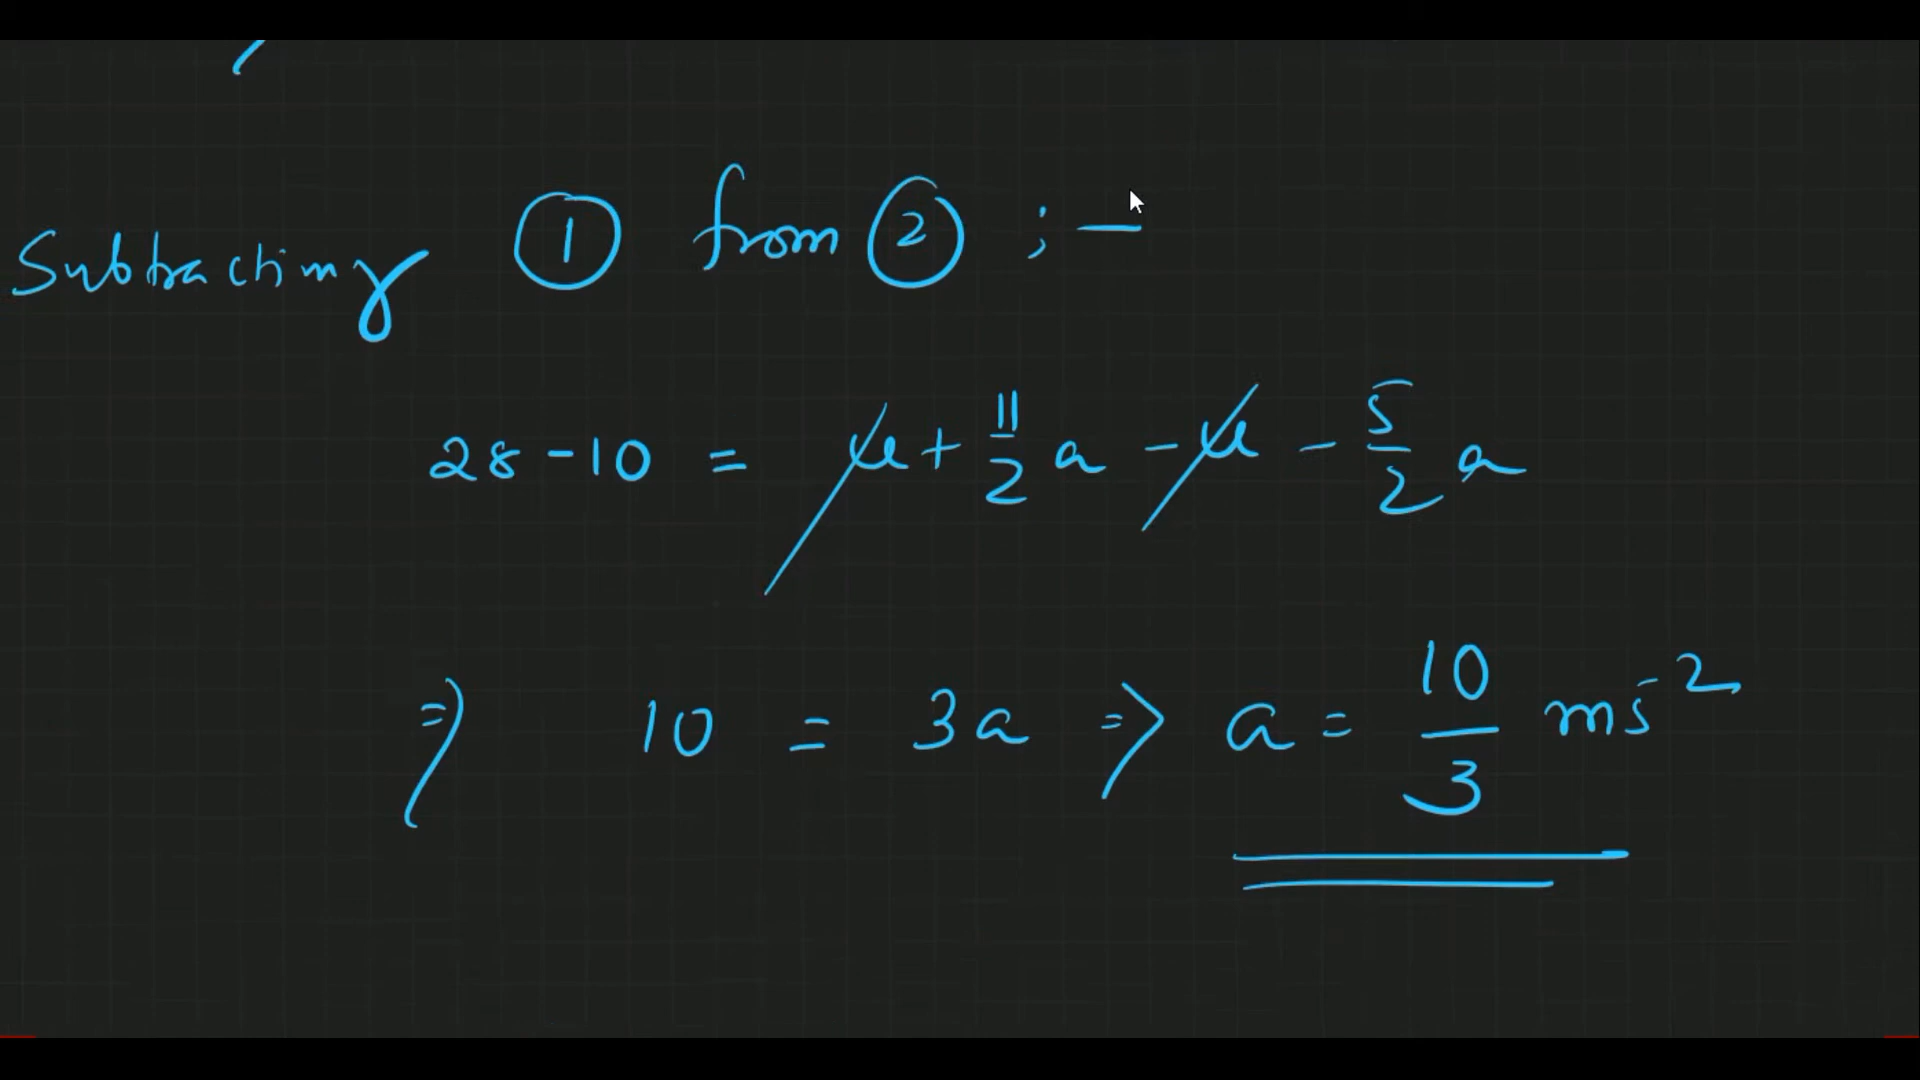 Subtracting ① from ② ; —
28 - 10 = u + 11/2 a - u - 5/2 a
⇒ 10 = 3a ⇒ a = 10/3 ms⁻²